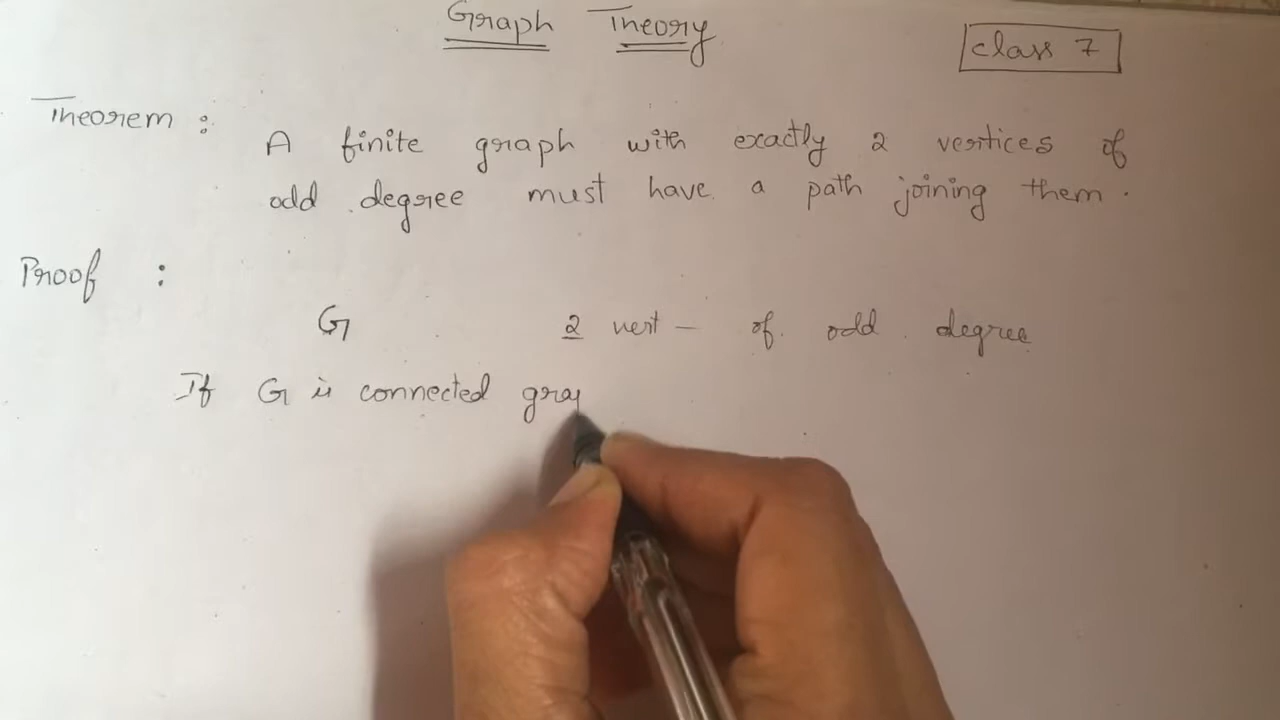 Graph Theory
class 7
Theorem :
A finite graph with exactly 2 vertices of
odd degree must have a path joining them.
Proof :
G 2 vert - of odd degree
If G is connected grap